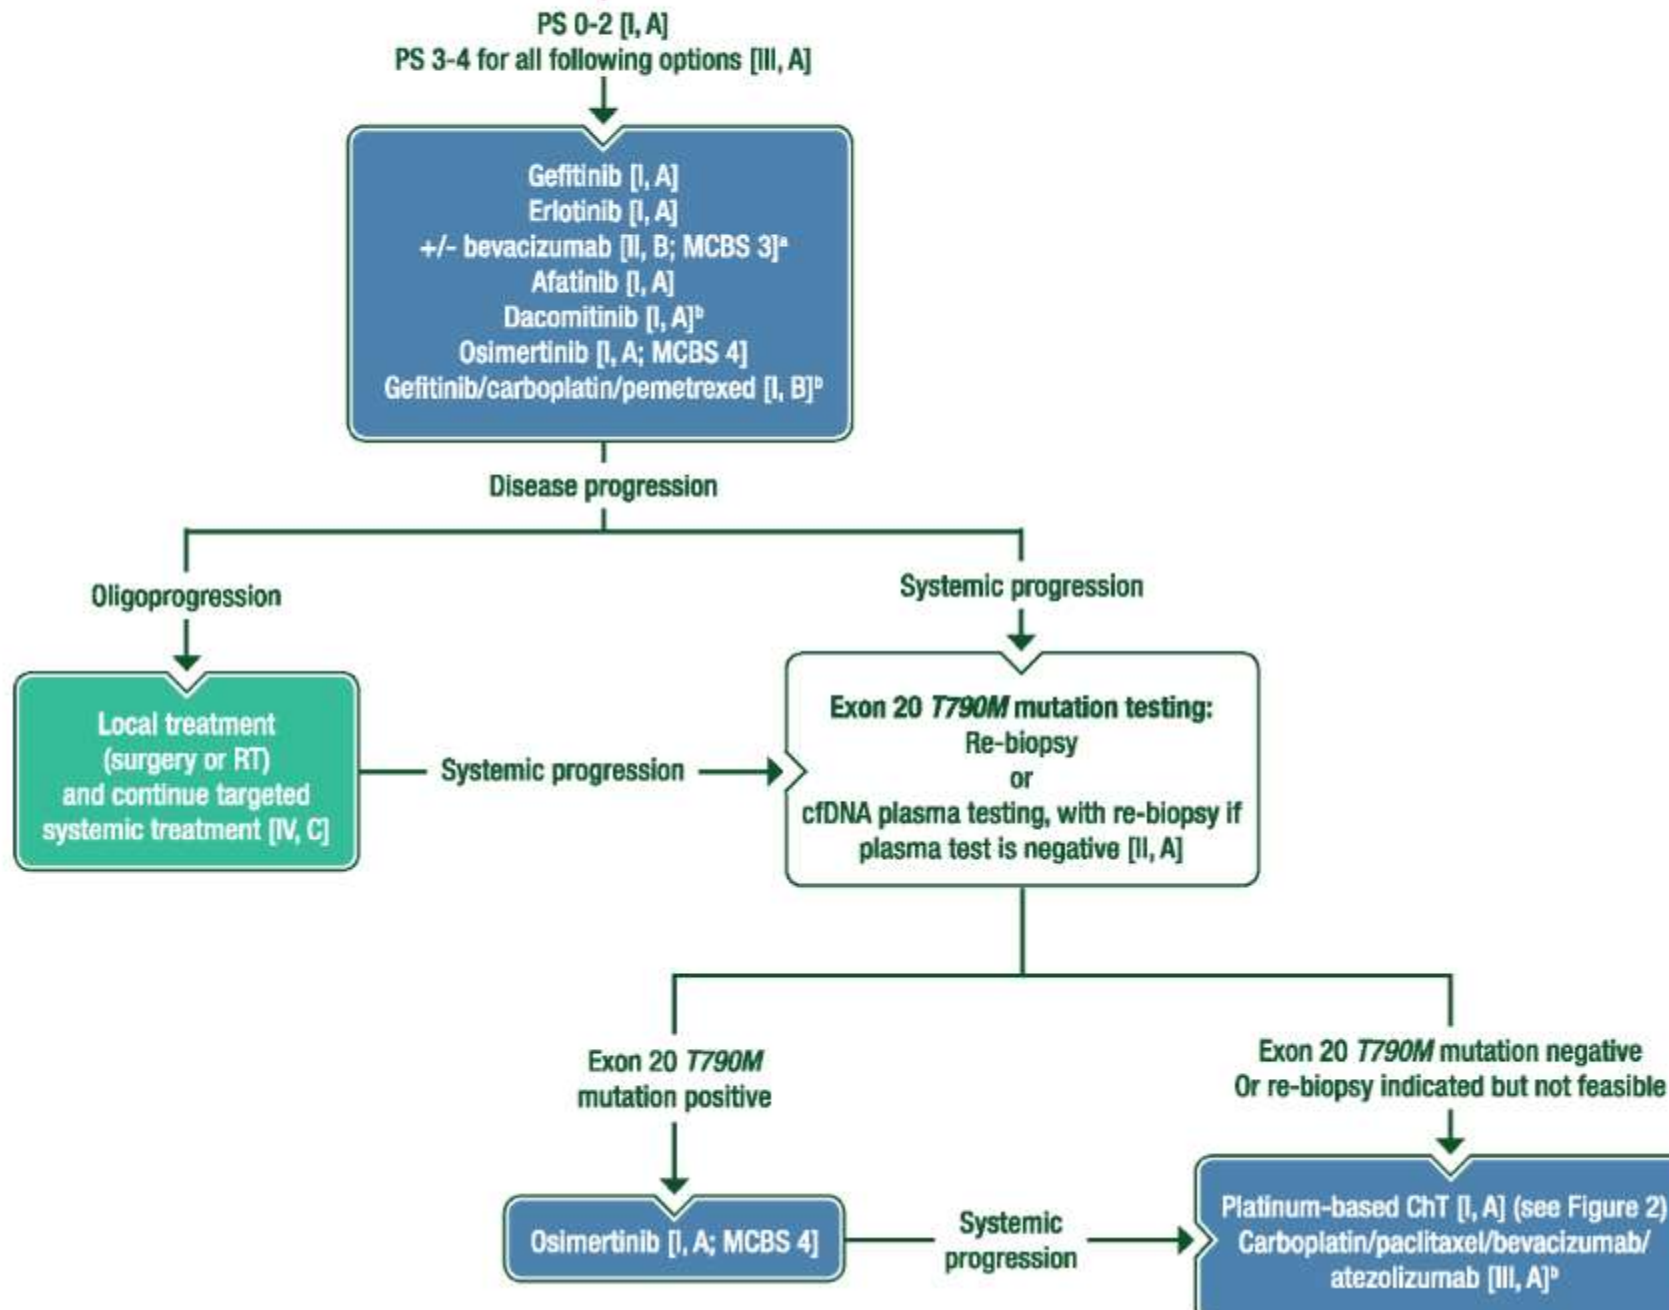 PS 0-2 [I, A]
PS 3-4 for all following options [III, A]
Gefitinib [I, A]
Erlotinib [I, A]
+/- bevacizumab [II, B; MCBS 3]ᵃ
Afatinib [I, A]
Dacomitinib [I, A]ᵇ
Osimertinib [I, A; MCBS 4]
Gefitinib/carboplatin/pemetrexed [I, B]ᵇ
Disease progression
Oligoprogression
Systemic progression
Local treatment
(surgery or RT)
and continue targeted
systemic treatment [IV, C]
Systemic progression
Exon 20 T790M mutation testing:
Re-biopsy
or
cfDNA plasma testing, with re-biopsy if
plasma test is negative [II, A]
Exon 20 T790M
mutation positive
Exon 20 T790M mutation negative
Or re-biopsy indicated but not feasible
Osimertinib [I, A; MCBS 4]
Systemic
progression
Platinum-based ChT [I, A] (see Figure 2)
Carboplatin/paclitaxel/bevacizumab/
atezolizumab [III, A]ᵇ